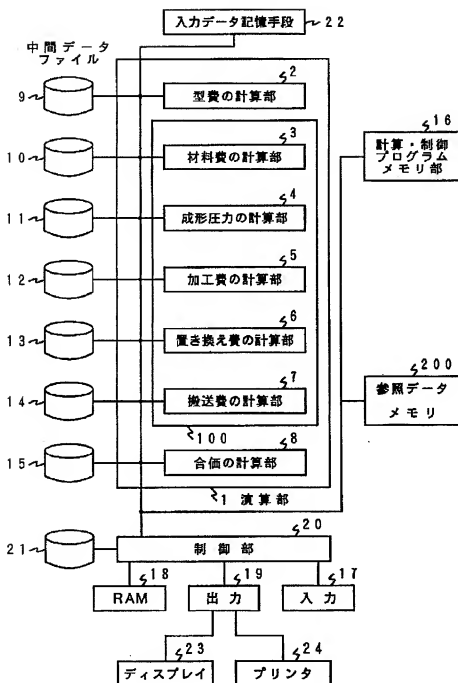 入力データ記憶手段 22
中間データ
ファイル
9 型費の計算部 2
10 材料費の計算部 3
16
計算・制御
プログラム
メモリ部
11 成形圧力の計算部 4
12 加工費の計算部 5
13 置き換え費の計算部 6
14 搬送費の計算部 7
200
参照データ
メモリ
100
15 合価の計算部 8
1 演算部
21 制御部 20
RAM 18
出力 19
入力 17
ディスプレイ 23
プリンタ 24